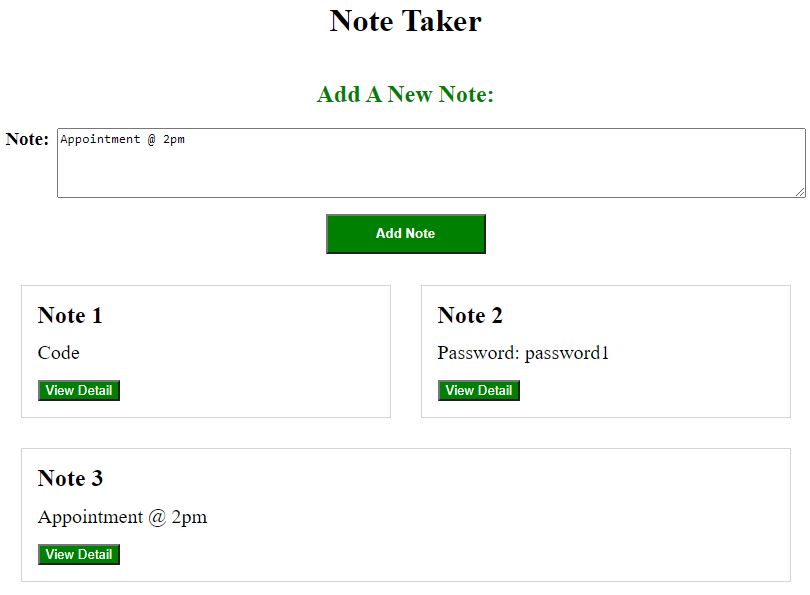 Note Taker
Add A New Note:
Note: Appointment @ 2pm
Add Note
Note 1
Code
View Detail
Note 2
Password: password1
View Detail
Note 3
Appointment @ 2pm
View Detail